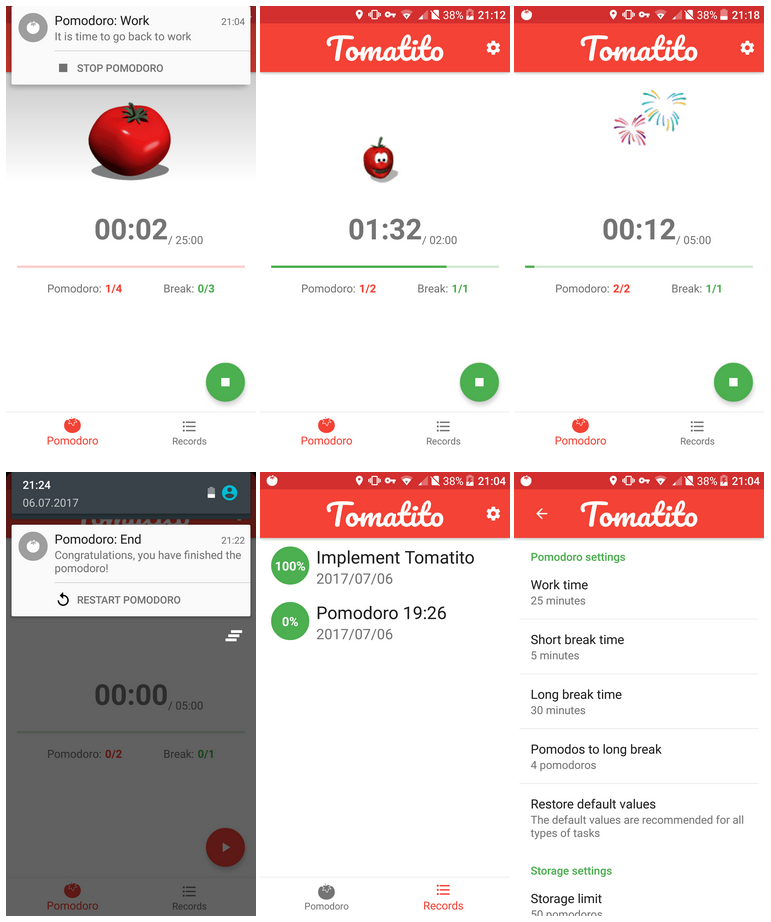 Pomodoro: Work 21:04
It is time to go back to work
STOP POMODORO
00:02 / 25:00
Pomodoro: 1/4 Break: 0/3
Pomodoro Records
38% 21:12
Tomatito
01:32 / 02:00
Pomodoro: 1/2 Break: 1/1
Pomodoro Records
38% 21:18
Tomatito
00:12 / 05:00
Pomodoro: 2/2 Break: 1/1
Pomodoro Records
21:24
06.07.2017
Pomodoro: End 21:22
Congratulations, you have finished the
pomodoro!
RESTART POMODORO
00:00 / 05:00
Pomodoro: 0/2 Break: 0/1
Pomodoro Records
38% 21:04
Tomatito
100% Implement Tomatito
2017/07/06
0% Pomodoro 19:26
2017/07/06
Pomodoro Records
38% 21:04
Tomatito
Pomodoro settings
Work time
25 minutes
Short break time
5 minutes
Long break time
30 minutes
Pomodos to long break
4 pomodoros
Restore default values
The default values are recommended for all
types of tasks
Storage settings
Storage limit
50 pomodoros